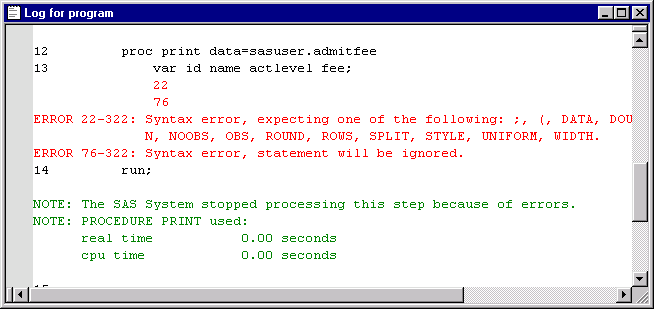 Log for program
12         proc print data=sasuser.admitfee
13             var id name actlevel fee;
               22
               76
ERROR 22-322: Syntax error, expecting one of the following: ;, (, DATA, DOU
              N, NOOBS, OBS, ROUND, ROWS, SPLIT, STYLE, UNIFORM, WIDTH.
ERROR 76-322: Syntax error, statement will be ignored.
14         run;
NOTE: The SAS System stopped processing this step because of errors.
NOTE: PROCEDURE PRINT used:
      real time           0.00 seconds
      cpu time            0.00 seconds